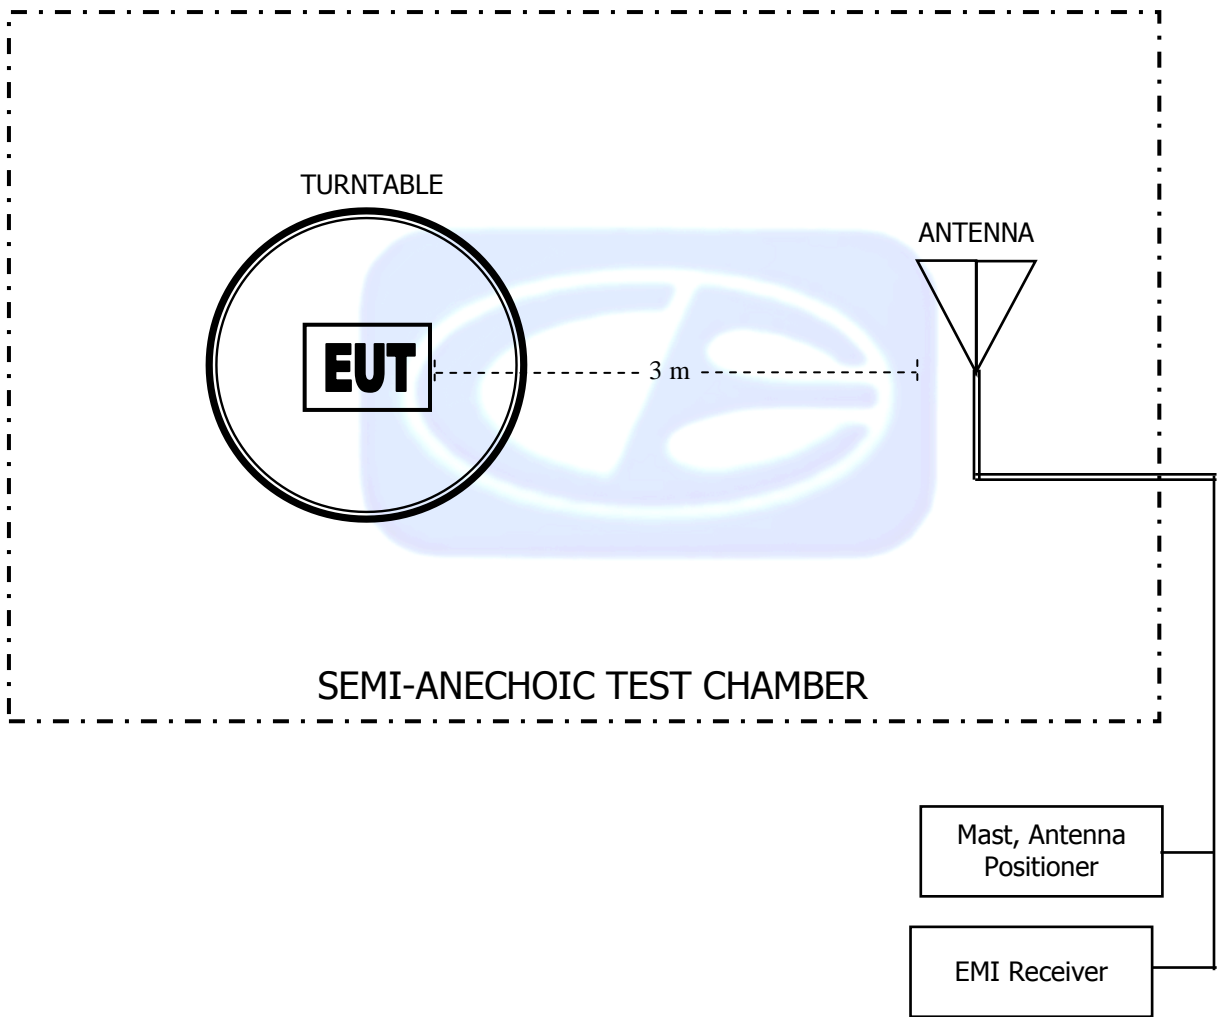 TURNTABLE
ANTENNA
EUT
3 m
SEMI-ANECHOIC TEST CHAMBER
Mast, Antenna
Positioner
EMI Receiver